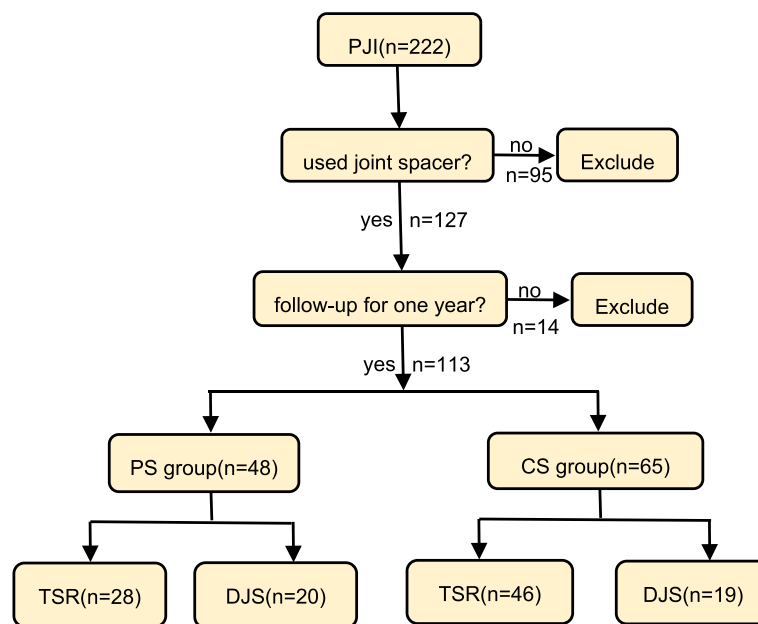 PJI(n=222)
used joint spacer?
no
n=95
Exclude
yes
n=127
follow-up for one year?
no
n=14
Exclude
yes
n=113
PS group(n=48)
CS group(n=65)
TSR(n=28)
DJS(n=20)
TSR(n=46)
DJS(n=19)